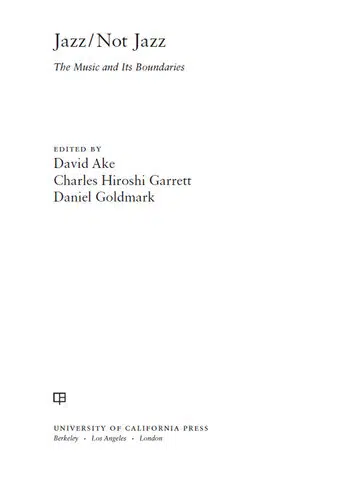 Jazz/Not Jazz
The Music and Its Boundaries
EDITED BY
David Ake
Charles Hiroshi Garrett
Daniel Goldmark
UNIVERSITY OF CALIFORNIA PRESS
Berkeley • Los Angeles • London